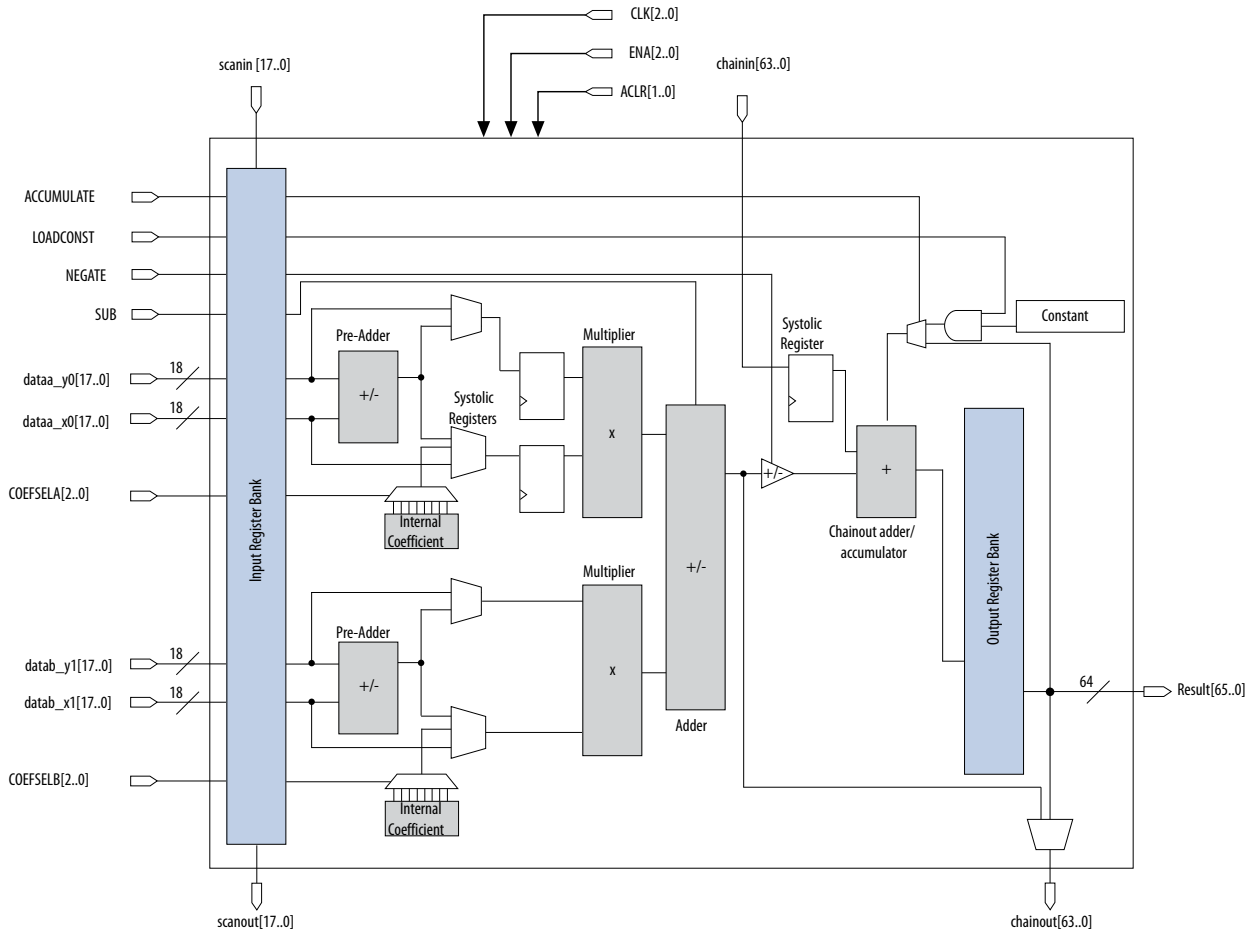 CLK[2..0]
ENA[2..0]
ACLR[1..0]
scanin [17..0]
chainin[63..0]
ACCUMULATE
LOADCONST
NEGATE
SUB
Constant
Pre-Adder
+/-
Multiplier
x
Systolic
Register
dataa_y0[17..0]
18
dataa_x0[17..0]
18
Systolic
Registers
COEFSELA[2..0]
Internal
Coefficient
Input Register Bank
+/-
+
Chainout adder/
accumulator
Output Register Bank
+/-
Adder
Multiplier
x
Pre-Adder
+/-
datab_y1[17..0]
18
datab_x1[17..0]
18
64
Result[65..0]
COEFSELB[2..0]
Internal
Coefficient
scanout[17..0]
chainout[63..0]